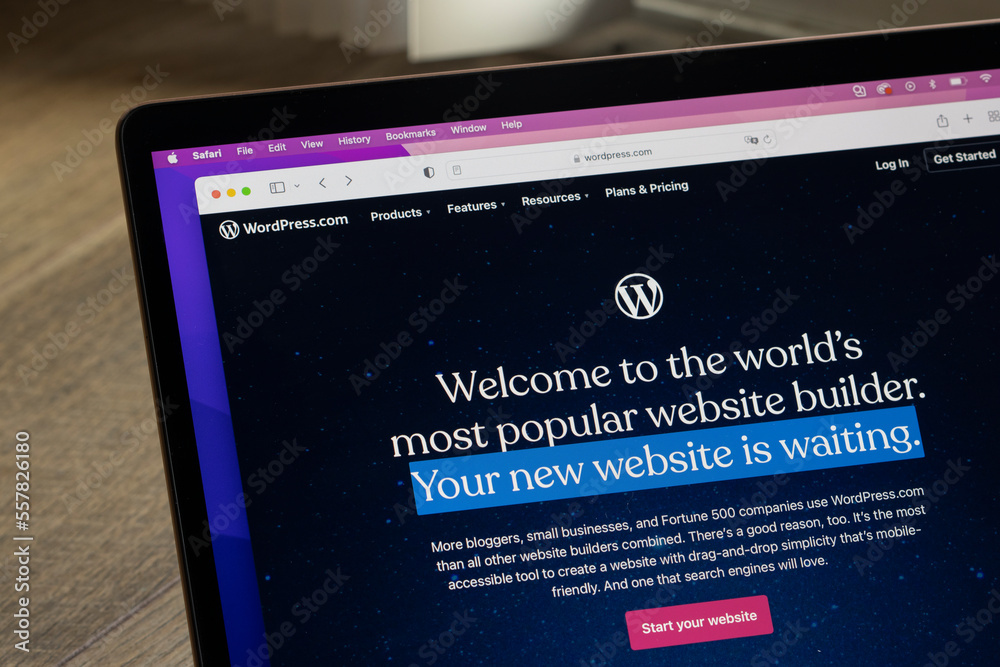 Safari File Edit View History Bookmarks Window Help
wordpress.com
WordPress.com Products Features Resources Plans & Pricing Log In Get Started
W
Welcome to the world's
most popular website builder.
Your new website is waiting.
More bloggers, small businesses, and Fortune 500 companies use WordPress.com
than all other website builders combined. There's a good reason, too. It's the most
accessible tool to create a website with drag-and-drop simplicity that's mobile-
friendly. And one that search engines will love.
Start your website
Adobe Stock | #557826180